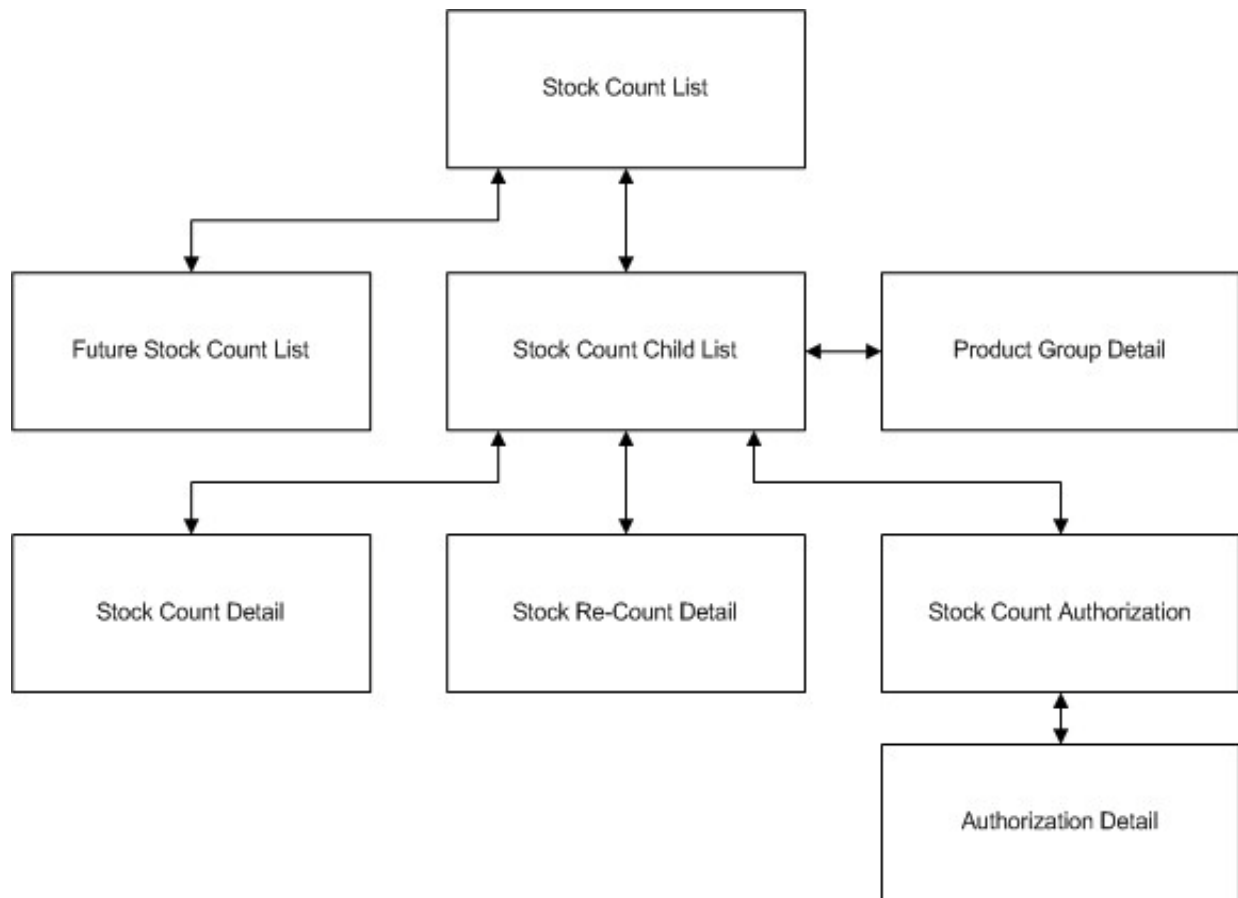 Stock Count List
Future Stock Count List
Stock Count Child List
Product Group Detail
Stock Count Detail
Stock Re-Count Detail
Stock Count Authorization
Authorization Detail